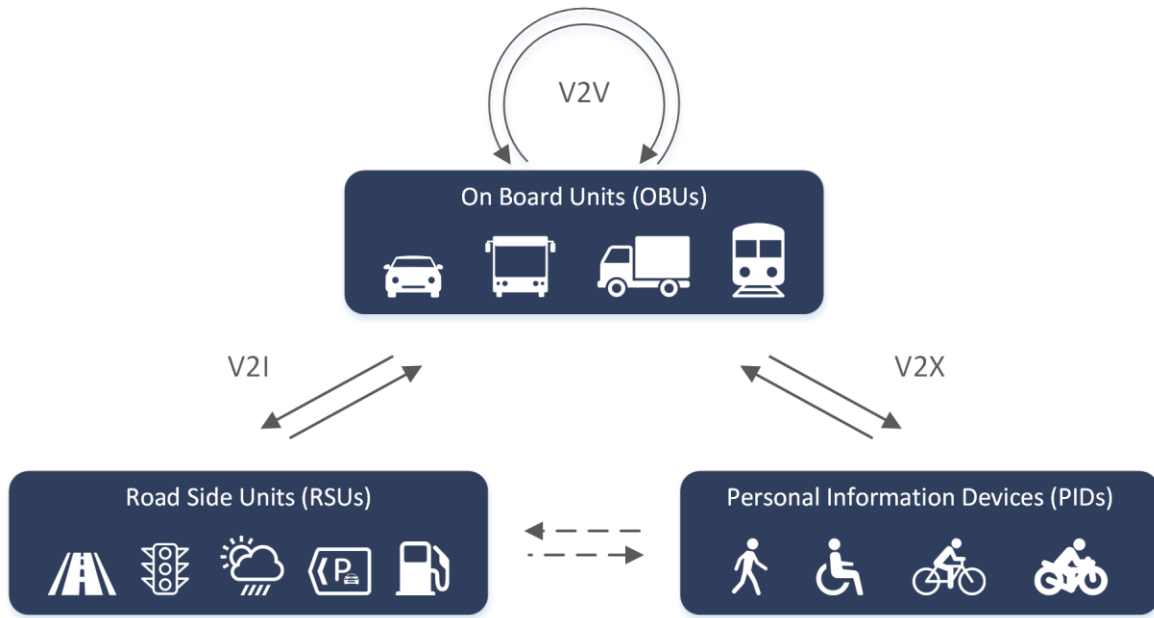 V2V
On Board Units (OBUs)
V2I
V2X
Road Side Units (RSUs)
Personal Information Devices (PIDs)
P